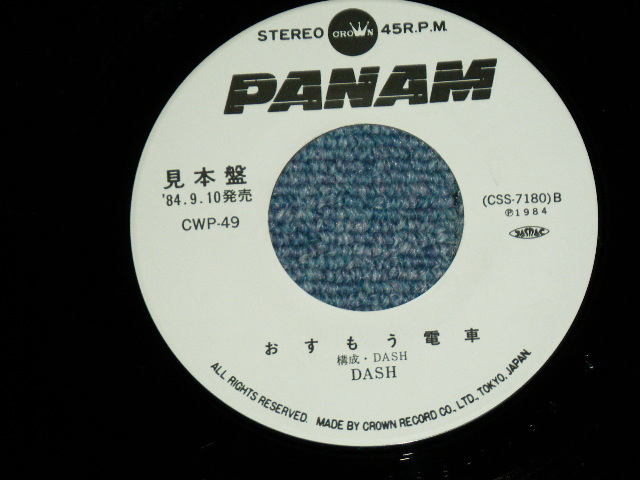 STEREO CROWN 45R.P.M.
PANAM
見本盤
'84.9.10発売
CWP-49
(CSS-7180)B
Ⓟ1984
おすもう電車
構成・DASH
DASH
ALL RIGHTS RESERVED. MADE BY CROWN RECORD CO., LTD., TOKYO, JAPAN.